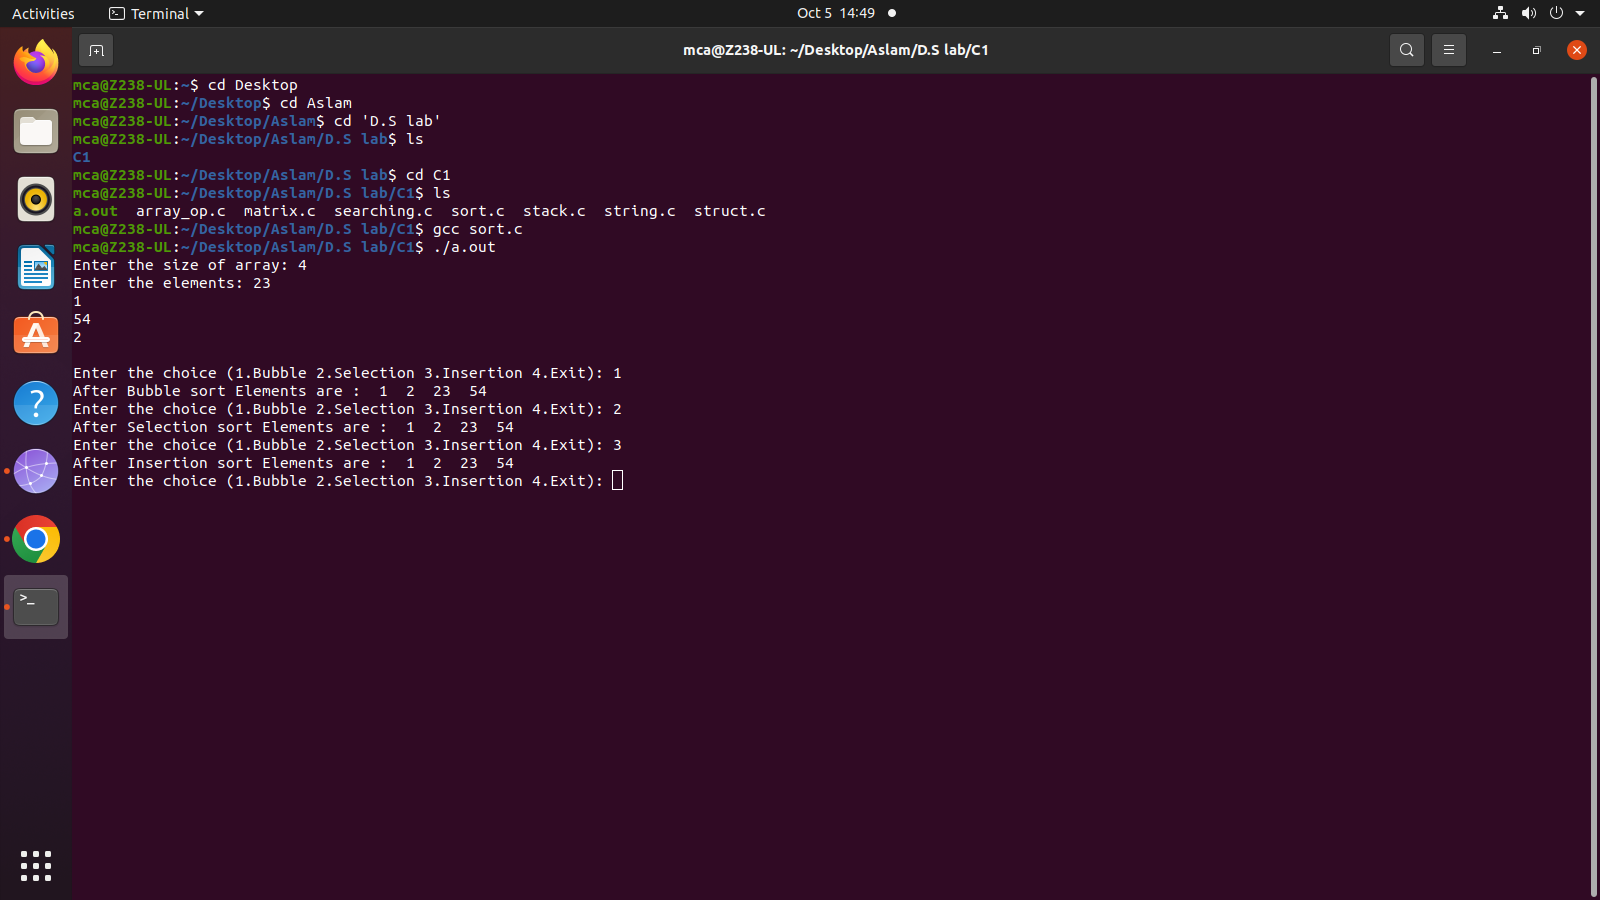 Activities
Terminal
Oct 5 14:49
mca@Z238-UL: ~/Desktop/Aslam/D.S lab/C1
mca@Z238-UL:~$ cd Desktop
mca@Z238-UL:~/Desktop$ cd Aslam
mca@Z238-UL:~/Desktop/Aslam$ cd 'D.S lab'
mca@Z238-UL:~/Desktop/Aslam/D.S lab$ ls
C1
mca@Z238-UL:~/Desktop/Aslam/D.S lab$ cd C1
mca@Z238-UL:~/Desktop/Aslam/D.S lab/C1$ ls
a.out  array_op.c  matrix.c  searching.c  sort.c  stack.c  string.c  struct.c
mca@Z238-UL:~/Desktop/Aslam/D.S lab/C1$ gcc sort.c
mca@Z238-UL:~/Desktop/Aslam/D.S lab/C1$ ./a.out
Enter the size of array: 4
Enter the elements: 23
1
54
2
Enter the choice (1.Bubble 2.Selection 3.Insertion 4.Exit): 1
After Bubble sort Elements are :  1  2  23  54
Enter the choice (1.Bubble 2.Selection 3.Insertion 4.Exit): 2
After Selection sort Elements are :  1  2  23  54
Enter the choice (1.Bubble 2.Selection 3.Insertion 4.Exit): 3
After Insertion sort Elements are :  1  2  23  54
Enter the choice (1.Bubble 2.Selection 3.Insertion 4.Exit):